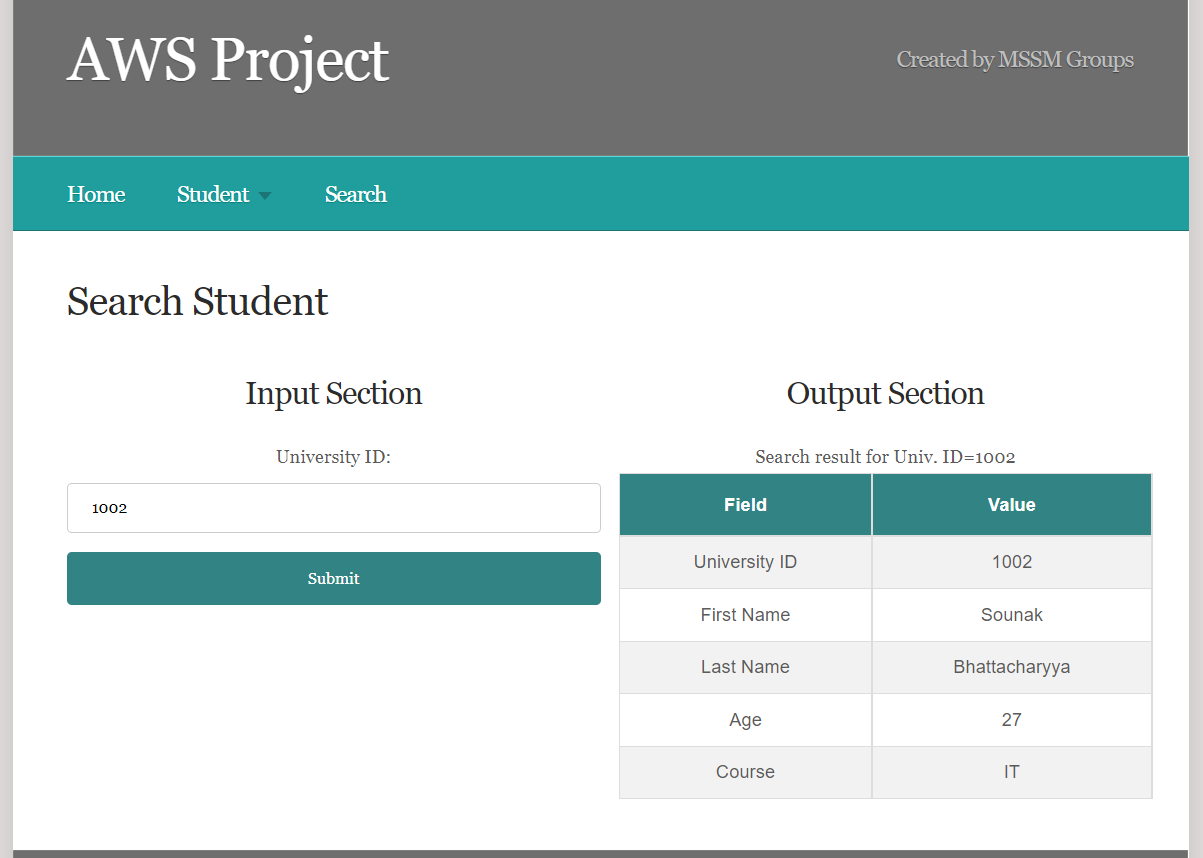 AWS Project
Created by MSSM Groups
Home Student Search
Search Student
Input Section
University ID:
1002
Submit
Output Section
Search result for Univ. ID=1002
Field Value
University ID 1002
First Name Sounak
Last Name Bhattacharyya
Age 27
Course IT